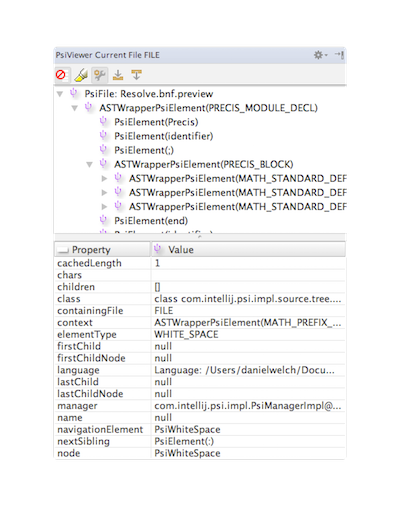 PsiViewer Current File FILE
PsiFile: Resolve.bnf.preview
ASTWrapperPsiElement(PRECIS_MODULE_DECL)
PsiElement(Precis)
PsiElement(identifier)
PsiElement(;)
ASTWrapperPsiElement(PRECIS_BLOCK)
ASTWrapperPsiElement(MATH_STANDARD_DEF
ASTWrapperPsiElement(MATH_STANDARD_DEF
ASTWrapperPsiElement(MATH_STANDARD_DEF
PsiElement(end)
PsiElement(identifier)
Property Value
cachedLength 1
chars
children []
class class com.intellij.psi.impl.source.tree....
containingFile FILE
context ASTWrapperPsiElement(MATH_PREFIX_...
elementType WHITE_SPACE
firstChild null
firstChildNode null
language Language: /Users/danielwelch/Docu...
lastChild null
lastChildNode null
manager com.intellij.psi.impl.PsiManagerImpl@...
name null
navigationElement PsiWhiteSpace
nextSibling PsiElement(:)
node PsiWhiteSpace